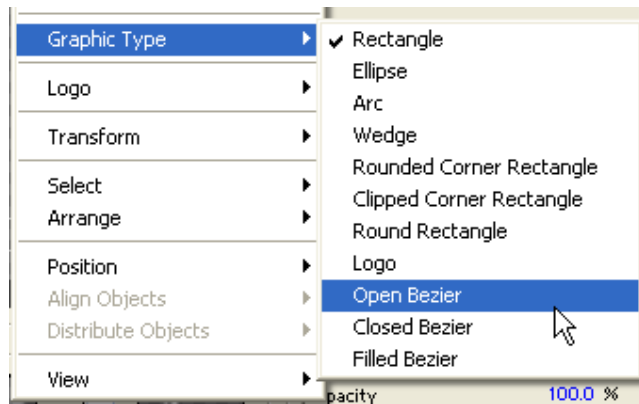 Graphic Type
Logo
Transform
Select
Arrange
Position
Align Objects
Distribute Objects
View
Rectangle
Ellipse
Arc
Wedge
Rounded Corner Rectangle
Clipped Corner Rectangle
Round Rectangle
Logo
Open Bezier
Closed Bezier
Filled Bezier
pacity 100.0 %